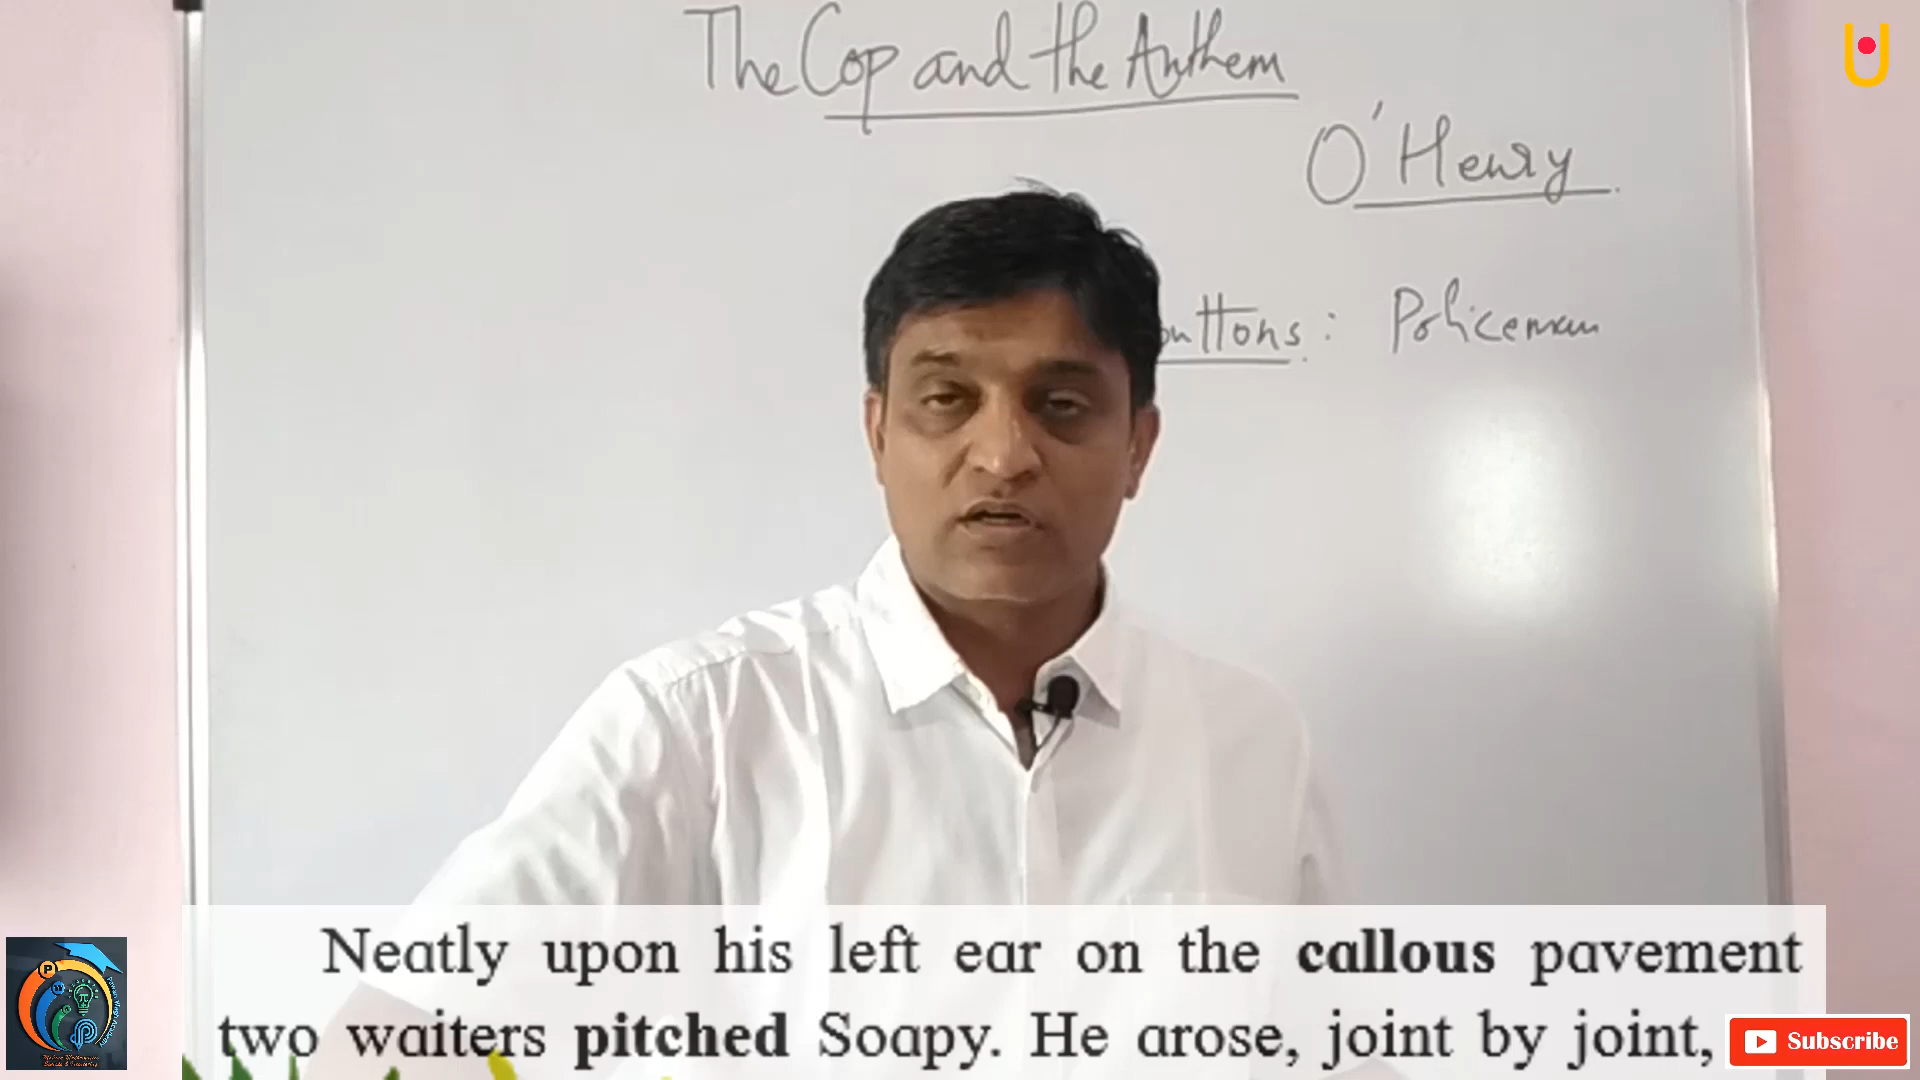 The Cop and the Anthem
O'Henry
buttons : Policeman
Neatly upon his left ear on the callous pavement
two waiters pitched Soapy. He arose, joint by joint,
Subscribe